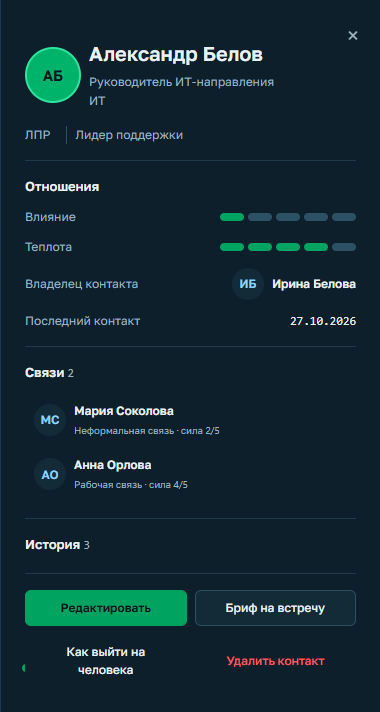 АБ
Александр Белов
Руководитель ИТ-направления
ИТ
ЛПР
Лидер поддержки
Отношения
Влияние
Теплота
Владелец контакта
ИБ
Ирина Белова
Последний контакт
27.10.2026
Связи 2
МС
Мария Соколова
Неформальная связь · сила 2/5
АО
Анна Орлова
Рабочая связь · сила 4/5
История 3
Редактировать
Бриф на встречу
Как выйти на
человека
Удалить контакт